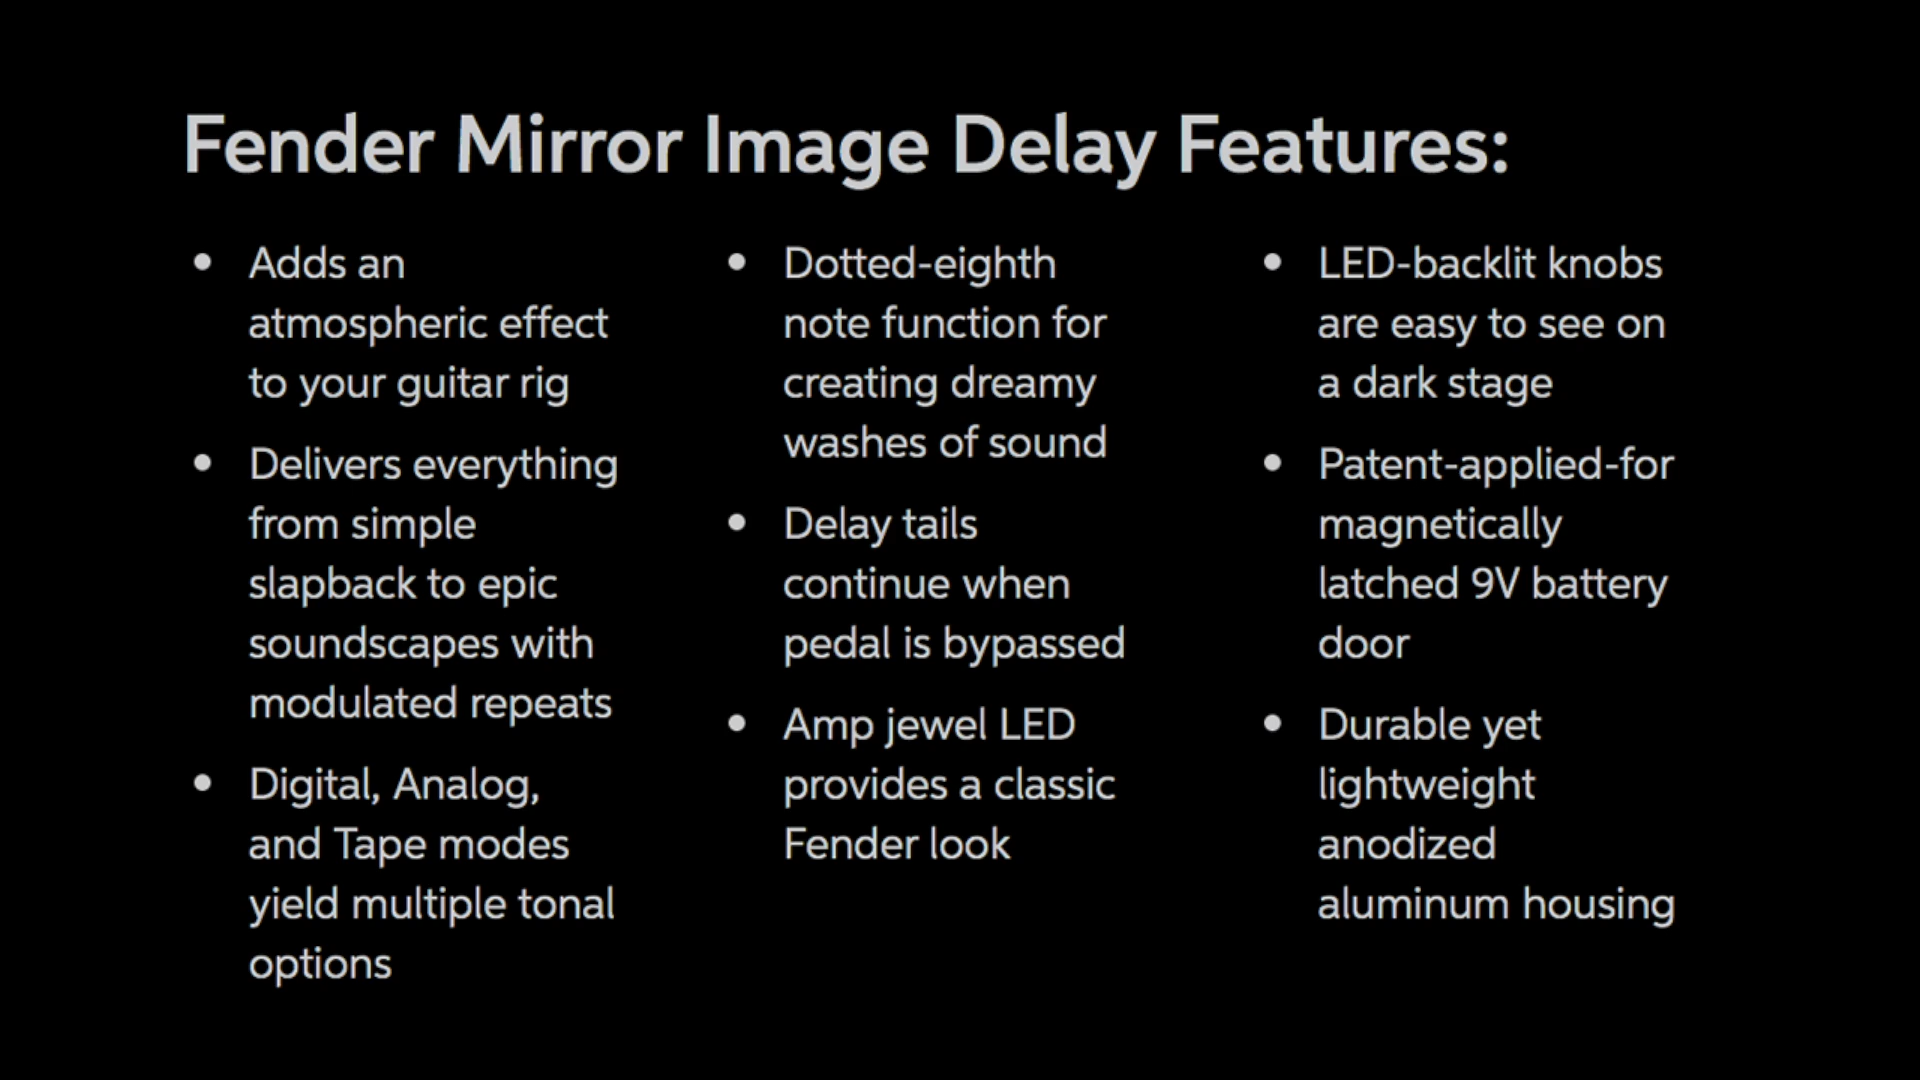 Fender Mirror Image Delay Features:
• Adds an
atmospheric effect
to your guitar rig
• Delivers everything
from simple
slapback to epic
soundscapes with
modulated repeats
• Digital, Analog,
and Tape modes
yield multiple tonal
options
• Dotted-eighth
note function for
creating dreamy
washes of sound
• Delay tails
continue when
pedal is bypassed
• Amp jewel LED
provides a classic
Fender look
• LED-backlit knobs
are easy to see on
a dark stage
• Patent-applied-for
magnetically
latched 9V battery
door
• Durable yet
lightweight
anodized
aluminum housing